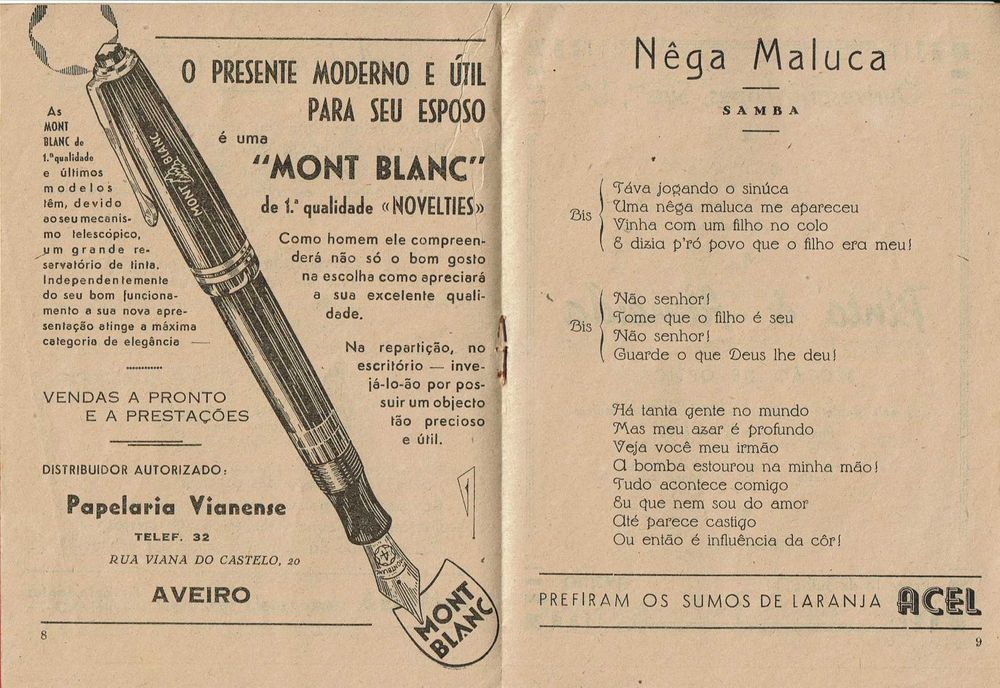 O PRESENTE MODERNO E ÚTIL
PARA SEU ESPOSO
é uma
“MONT BLANC”
de 1.ª qualidade «NOVELTIES»
As
MONT
BLANC de
1.ª qualidade
e últimos
modelos
têm, devido
ao seu mecanis-
mo telescópico,
um grande re-
servatório de tinta.
Independentemente
do seu bom funciona-
mento a sua nova apre-
sentação atinge a máxima
categoria de elegância —
Como homem ele compreen-
derá não só o bom gosto
na escolha como apreciará
a sua excelente quali-
dade.
Na repartição, no
escritório — inve-
já-lo-ão por pos-
suir um objecto
tão precioso
e útil.
VENDAS A PRONTO
E A PRESTAÇÕES
DISTRIBUIDOR AUTORIZADO:
Papelaria Vianense
TELEF. 32
RUA VIANA DO CASTELO, 20
AVEIRO
MONT BLANC
MONTBLANC
MONT
BLANC
8
Nêga Maluca
SAMBA
Bis
Táva jogando o sinúca
Uma nêga maluca me apareceu
Vinha com um filho no colo
E dizia p'ró povo que o filho era meu!
Bis
Não senhor!
Tome que o filho é seu
Não senhor!
Guarde o que Deus lhe deu!
Há tanta gente no mundo
Mas meu azar é profundo
Veja você meu irmão
A bomba estourou na minha mão!
Tudo acontece comigo
Eu que nem sou do amor
Até parece castigo
Ou então é influência da côr!
PREFIRAM OS SUMOS DE LARANJA ACEL
9